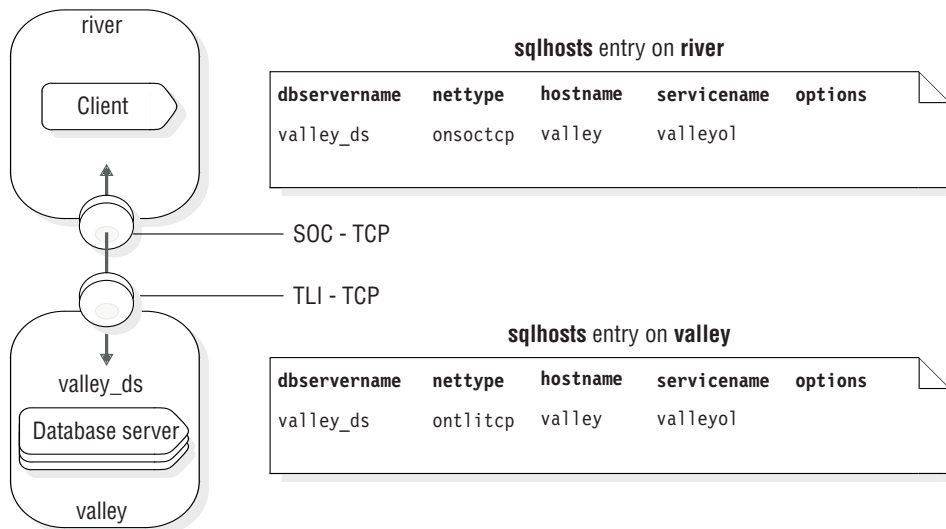 river
Client
sqlhosts entry on river
dbservername nettype hostname servicename options
valley_ds onsoctcp valley valleyol
SOC - TCP
TLI - TCP
valley_ds
Database server
valley
sqlhosts entry on valley
dbservername nettype hostname servicename options
valley_ds ontlitcp valley valleyol